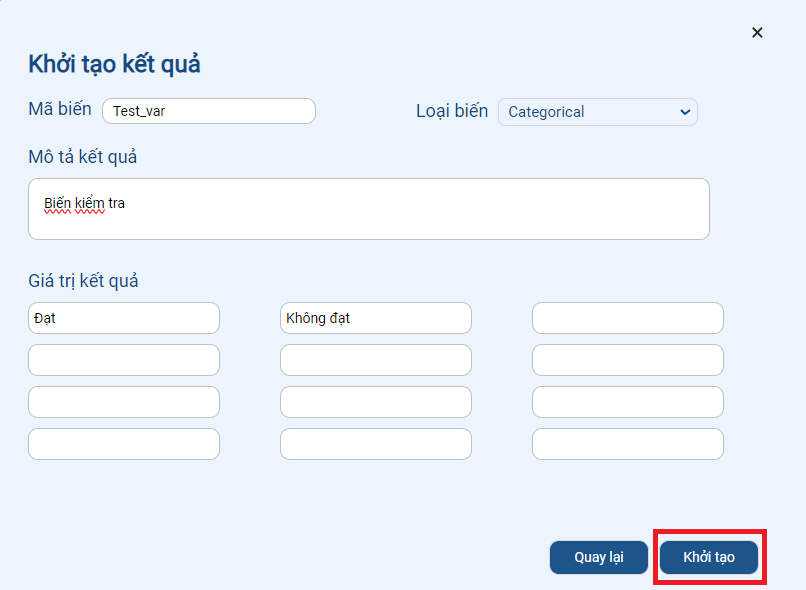 ×
Khởi tạo kết quả
Mã biến Test_var Loại biến Categorical
Mô tả kết quả
Biến kiểm tra
Giá trị kết quả
Đạt Không đạt
Quay lại Khởi tạo